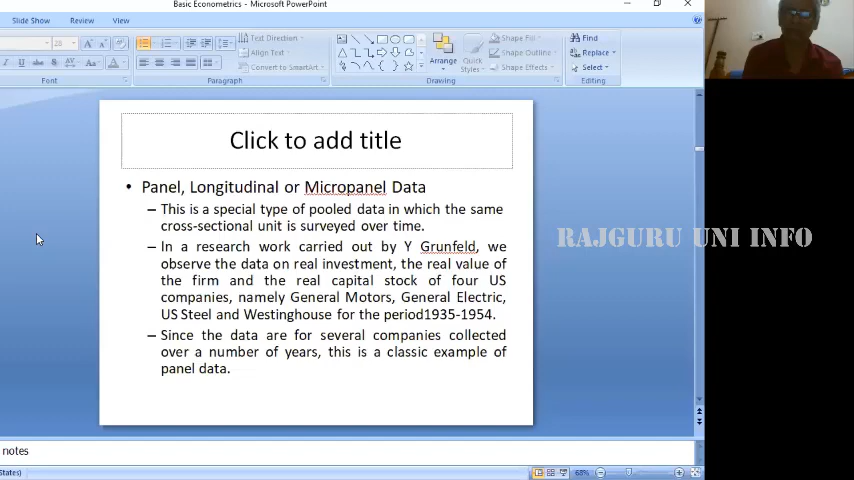 Basic Econometrics - Microsoft PowerPoint
Slide Show Review View
28
Text Direction
Align Text
Convert to SmartArt
Arrange
Quick
Styles
Shape Fill
Shape Outline
Shape Effects
Find
Replace
Select
Font Paragraph Drawing Editing
Click to add title
• Panel, Longitudinal or Micropanel Data
– This is a special type of pooled data in which the same
cross-sectional unit is surveyed over time.
– In a research work carried out by Y Grunfeld, we
observe the data on real investment, the real value of
the firm and the real capital stock of four US
companies, namely General Motors, General Electric,
US Steel and Westinghouse for the period1935-1954.
– Since the data are for several companies collected
over a number of years, this is a classic example of
panel data.
RAJGURU UNI INFO
notes
States)
68%